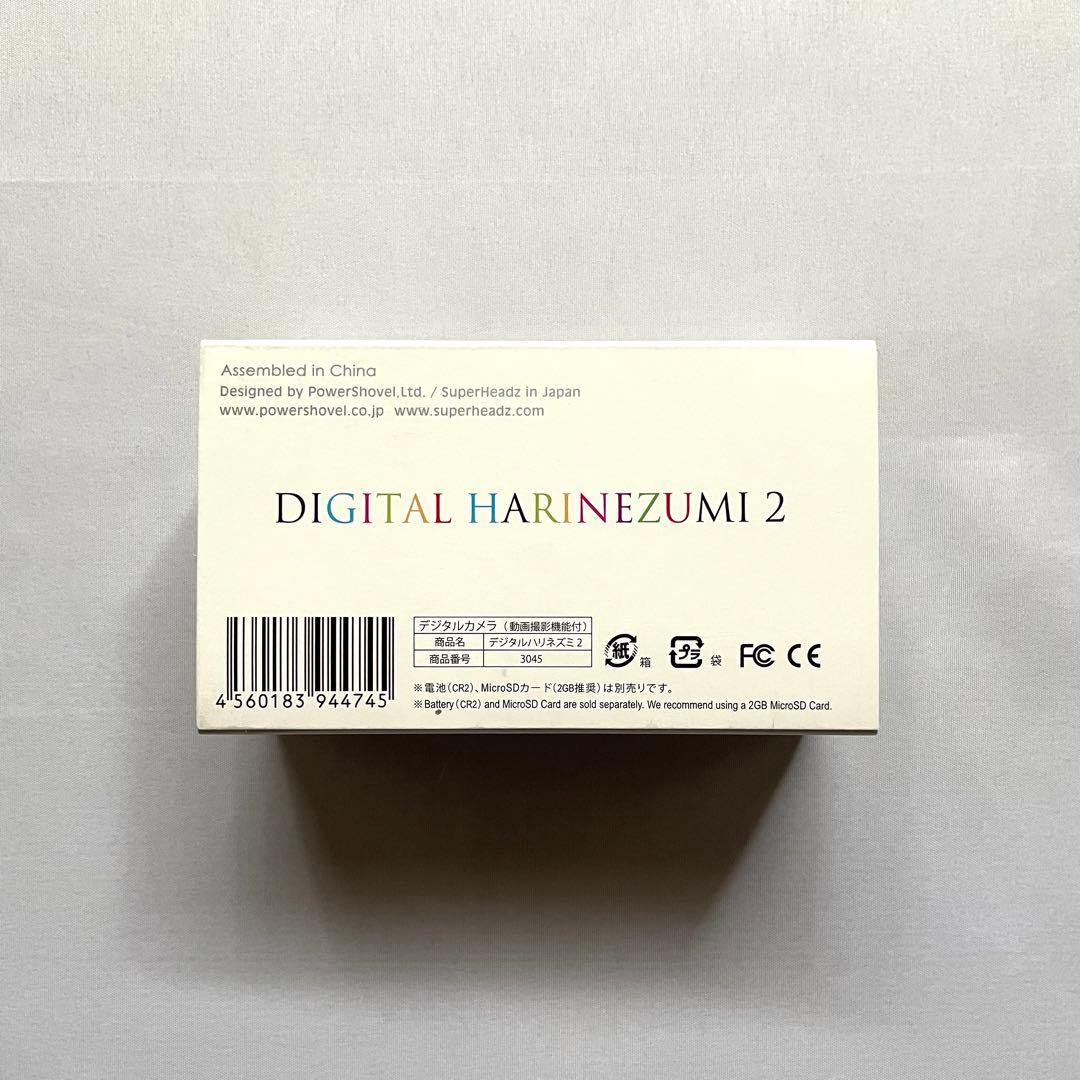 Assembled in China
Designed by PowerShovel,Ltd. / SuperHeadz in Japan
www.powershovel.co.jp www.superheadz.com
DIGITAL HARINEZUMI 2
デジタルカメラ（動画撮影機能付）
商品名 デジタルハリネズミ2
商品番号 3045
紙 箱 プラ 袋 FC CE
4 560183 944745
※電池（CR2）、MicroSDカード（2GB推奨）は別売りです。
※Battery（CR2）and MicroSD Card are sold separately. We recommend using a 2GB MicroSD Card.